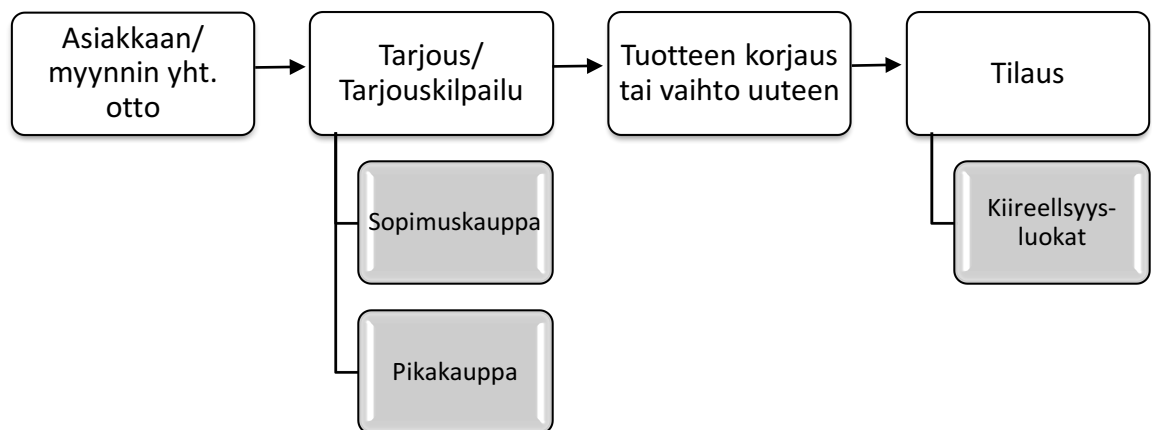 Asiakkaan/
myynnin yht.
otto
Tarjous/
Tarjouskilpailu
Tuotteen korjaus
tai vaihto uuteen
Tilaus
Sopimuskauppa
Pikakauppa
Kiireellsyys-
luokat